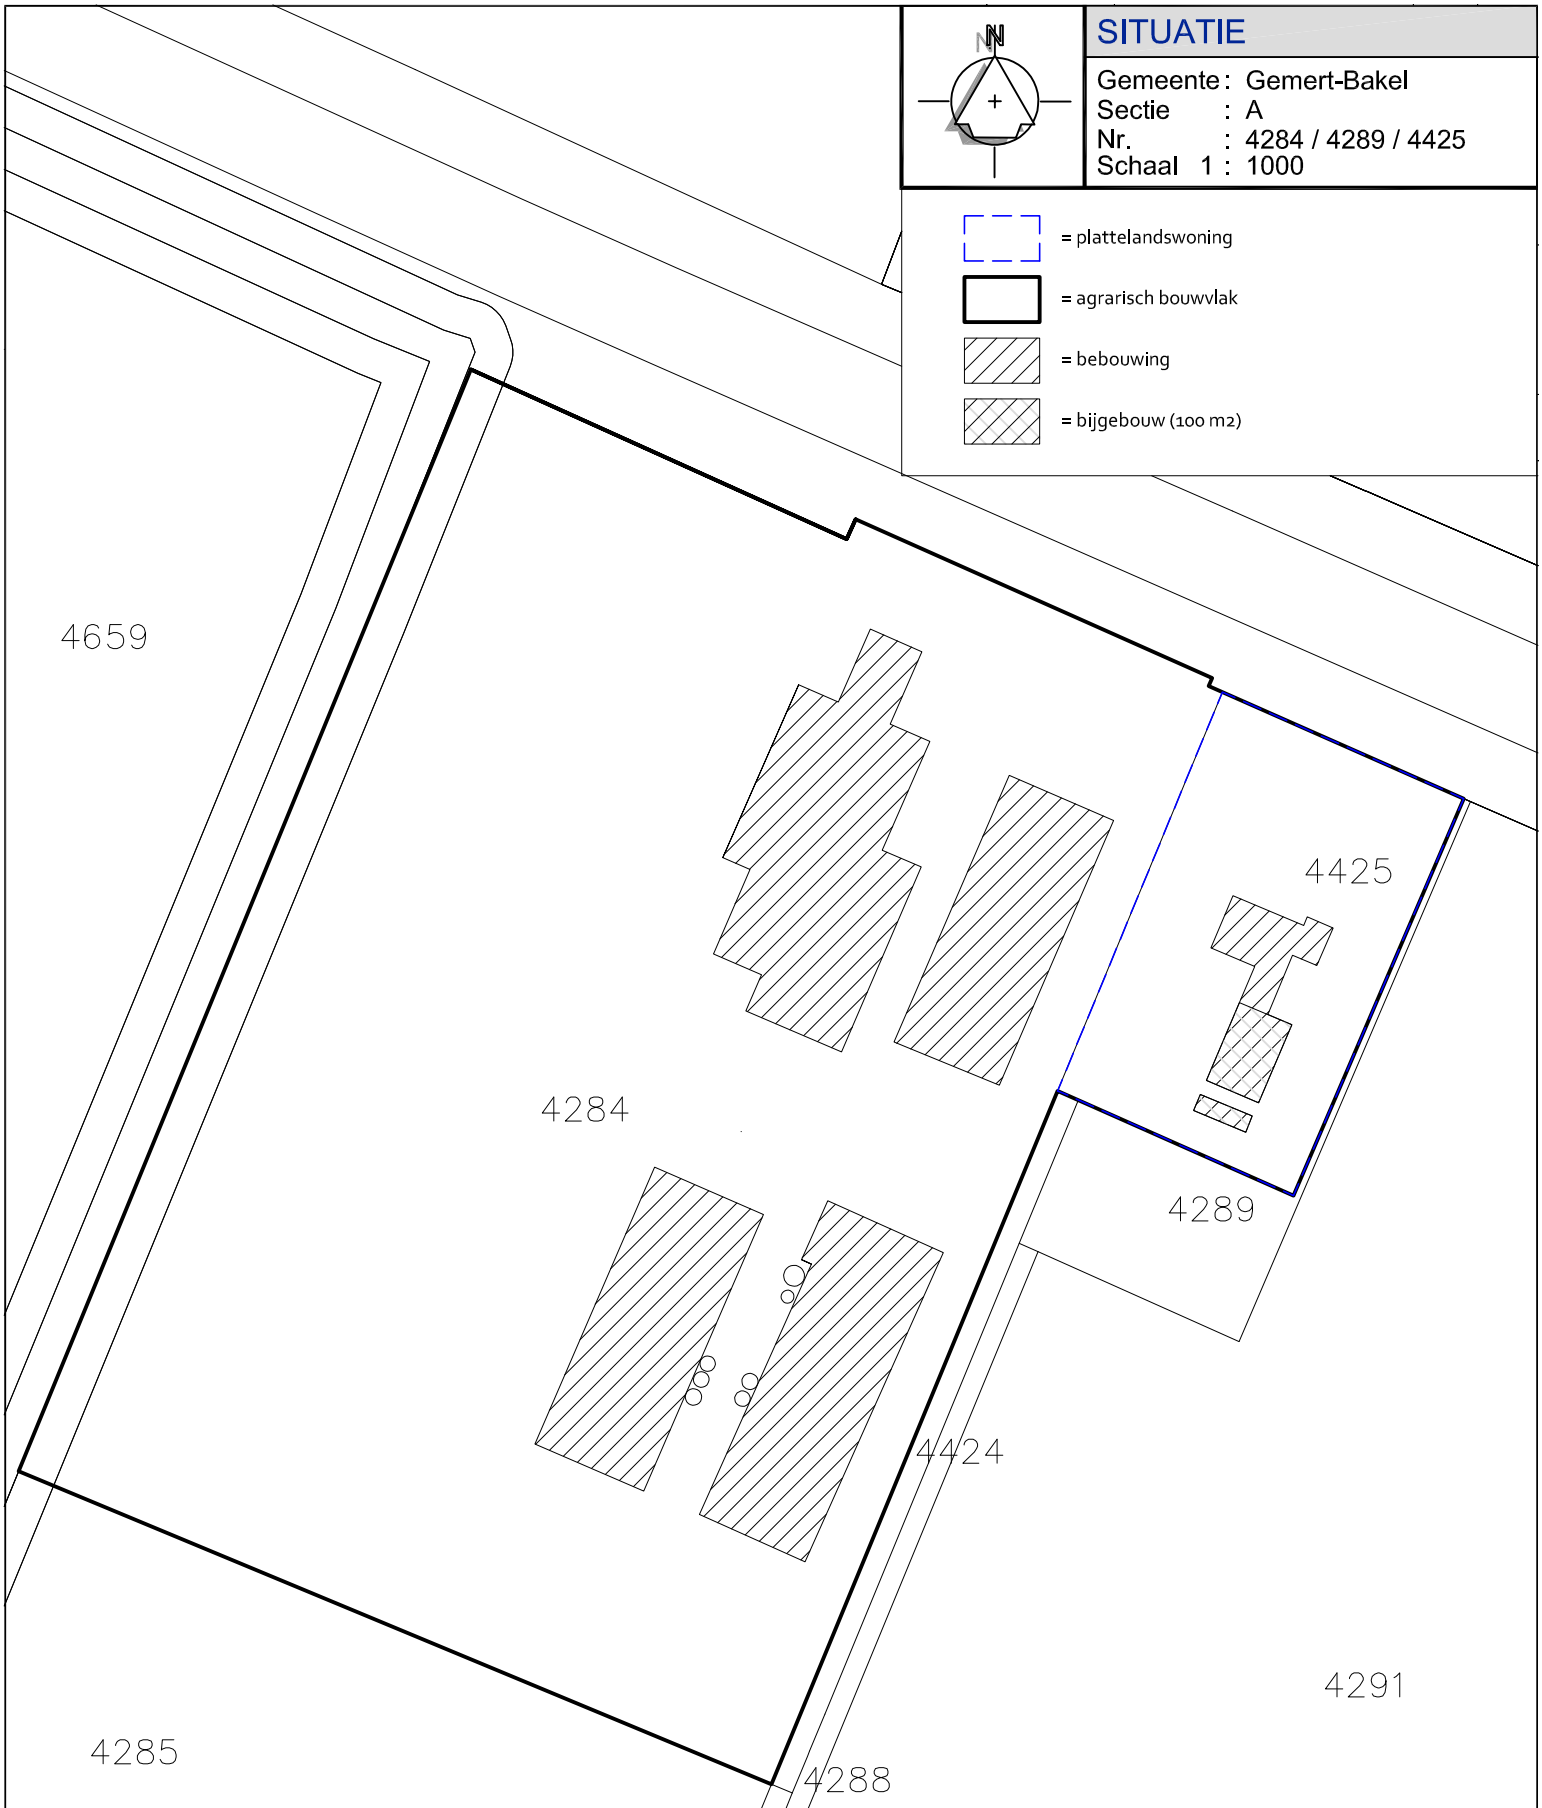 N N
SITUATIE
Gemeente : Gemert-Bakel
Sectie : A
Nr. : 4284 / 4289 / 4425
Schaal 1 : 1000
= plattelandswoning
= agrarisch bouwvlak
= bebouwing
= bijgebouw (100 m2)
4659
4425
4284
4289
4424
4291
4285
4288